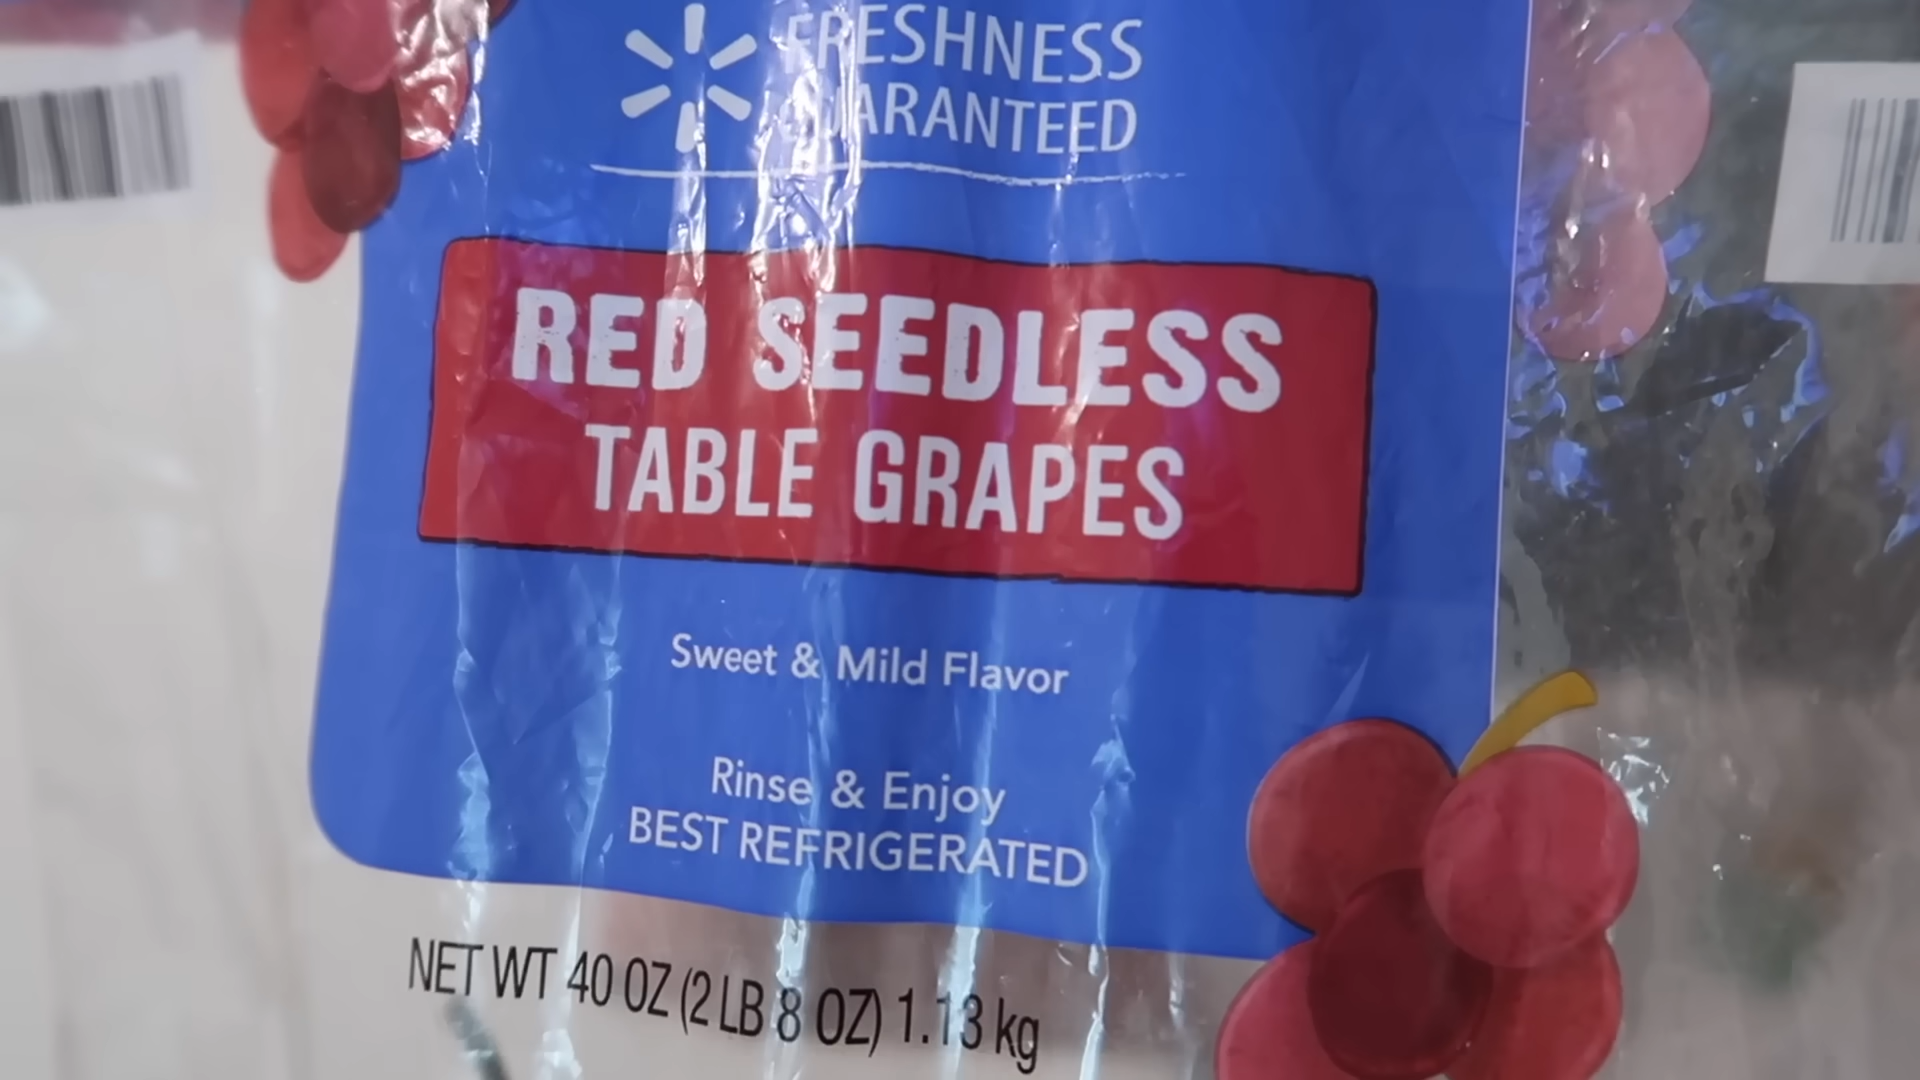 FRESHNESS
GUARANTEED
RED SEEDLESS
TABLE GRAPES
Sweet & Mild Flavor
Rinse & Enjoy
BEST REFRIGERATED
NET WT 40 OZ (2 LB 8 OZ) 1.13 kg